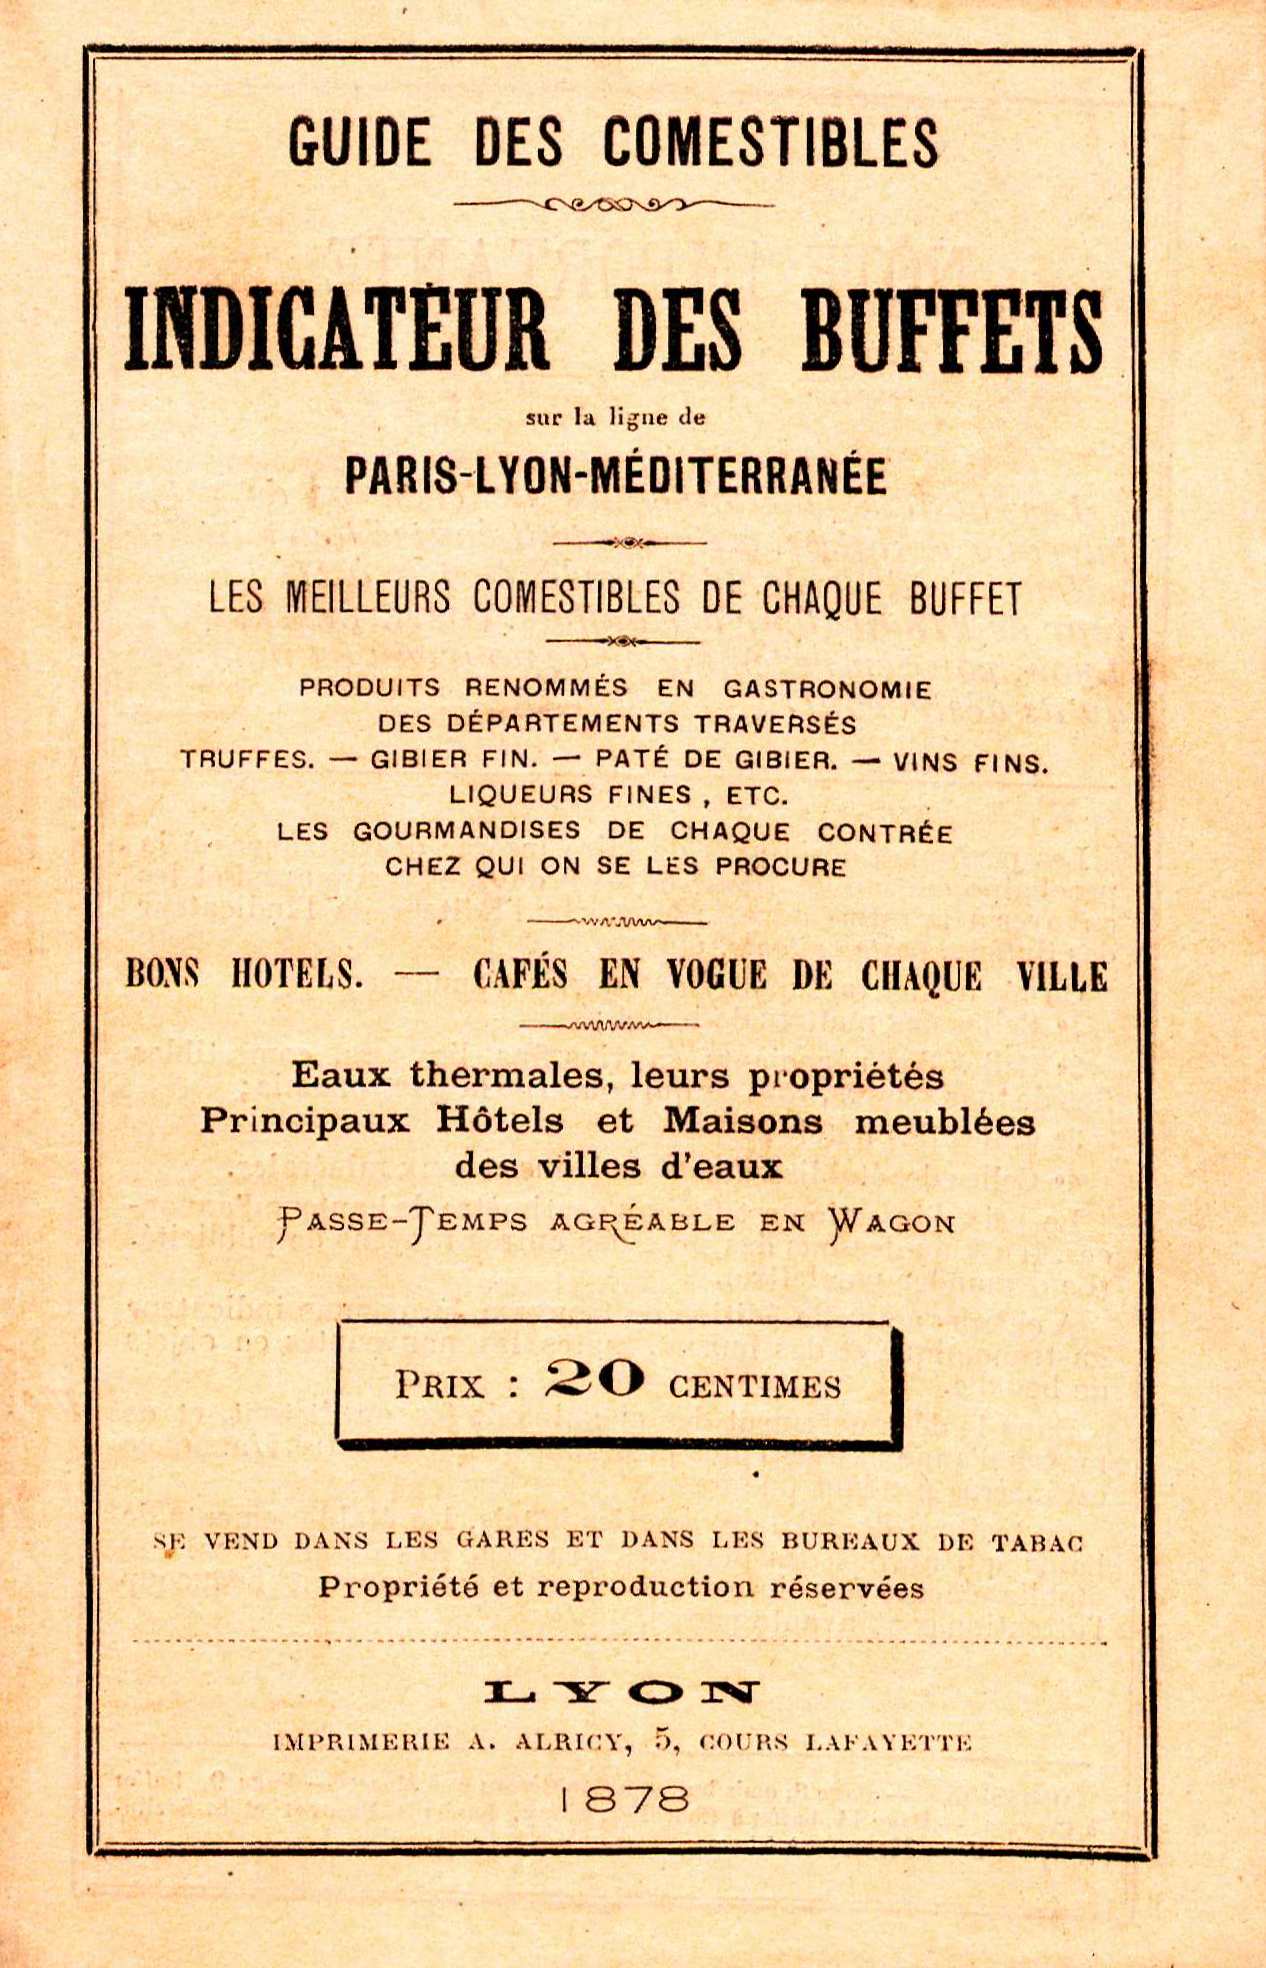 GUIDE DES COMESTIBLES
INDICATEUR DES BUFFETS
sur la ligne de
PARIS-LYON-MÉDITERRANÉE
LES MEILLEURS COMESTIBLES DE CHAQUE BUFFET
PRODUITS RENOMMÉS EN GASTRONOMIE
DES DÉPARTEMENTS TRAVERSÉS
TRUFFES. — GIBIER FIN. — PATÉ DE GIBIER. — VINS FINS.
LIQUEURS FINES, ETC.
LES GOURMANDISES DE CHAQUE CONTRÉE
CHEZ QUI ON SE LES PROCURE
BONS HOTELS. — CAFÉS EN VOGUE DE CHAQUE VILLE
Eaux thermales, leurs propriétés
Principaux Hôtels et Maisons meublées
des villes d'eaux
PASSE-TEMPS AGRÉABLE EN WAGON
PRIX : 20 CENTIMES
SE VEND DANS LES GARES ET DANS LES BUREAUX DE TABAC
Propriété et reproduction réservées
LYON
IMPRIMERIE A. ALRICY, 5, COURS LAFAYETTE
1878